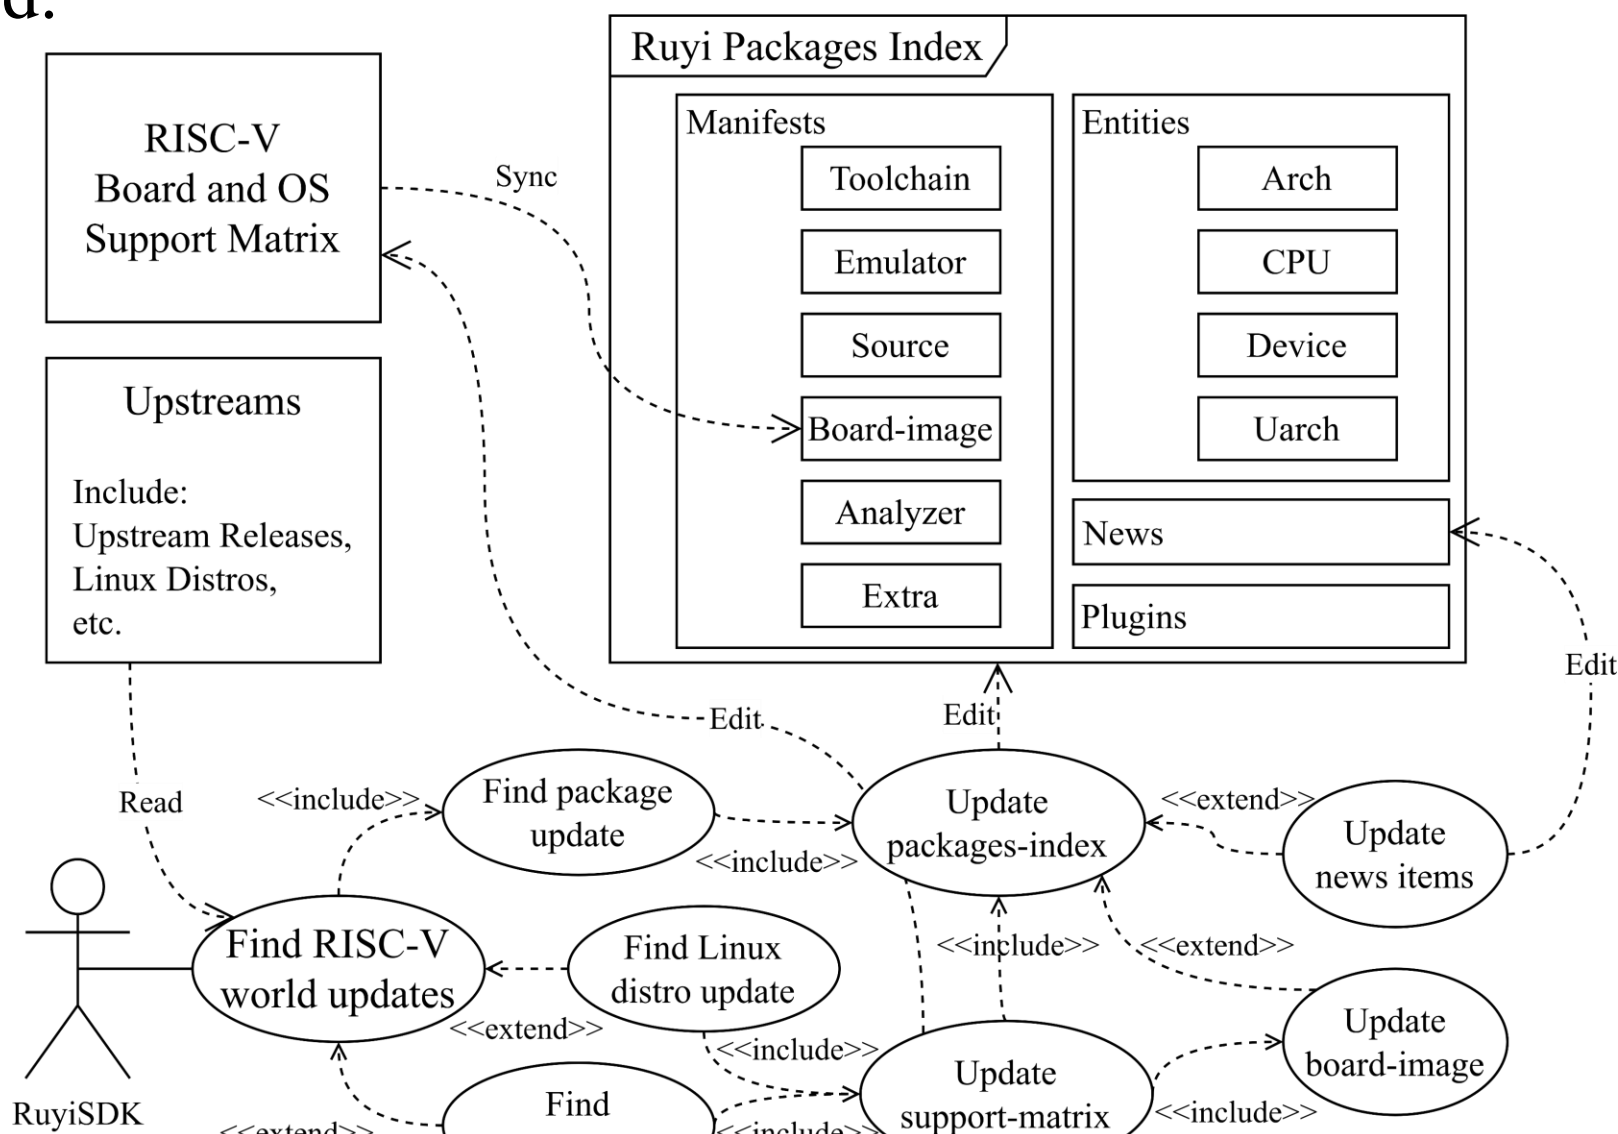 d.
Ruyi Packages Index
RISC-V
Board and OS
Support Matrix
Sync
Manifests
Toolchain
Emulator
Source
Board-image
Analyzer
Extra
Entities
Arch
CPU
Device
Uarch
News
Plugins
Upstreams
Include:
Upstream Releases,
Linux Distros,
etc.
Edit
Edit
Edit
Read
<<include>>
Find package
update
<<include>>
Update
packages-index
<<extend>>
Update
news items
Find RISC-V
world updates
Find Linux
distro update
<<extend>>
<<include>>
<<include>>
<<extend>>
Update
board-image
Update
support-matrix
<<include>>
Find
<<extend>>
<<include>>
RuyiSDK